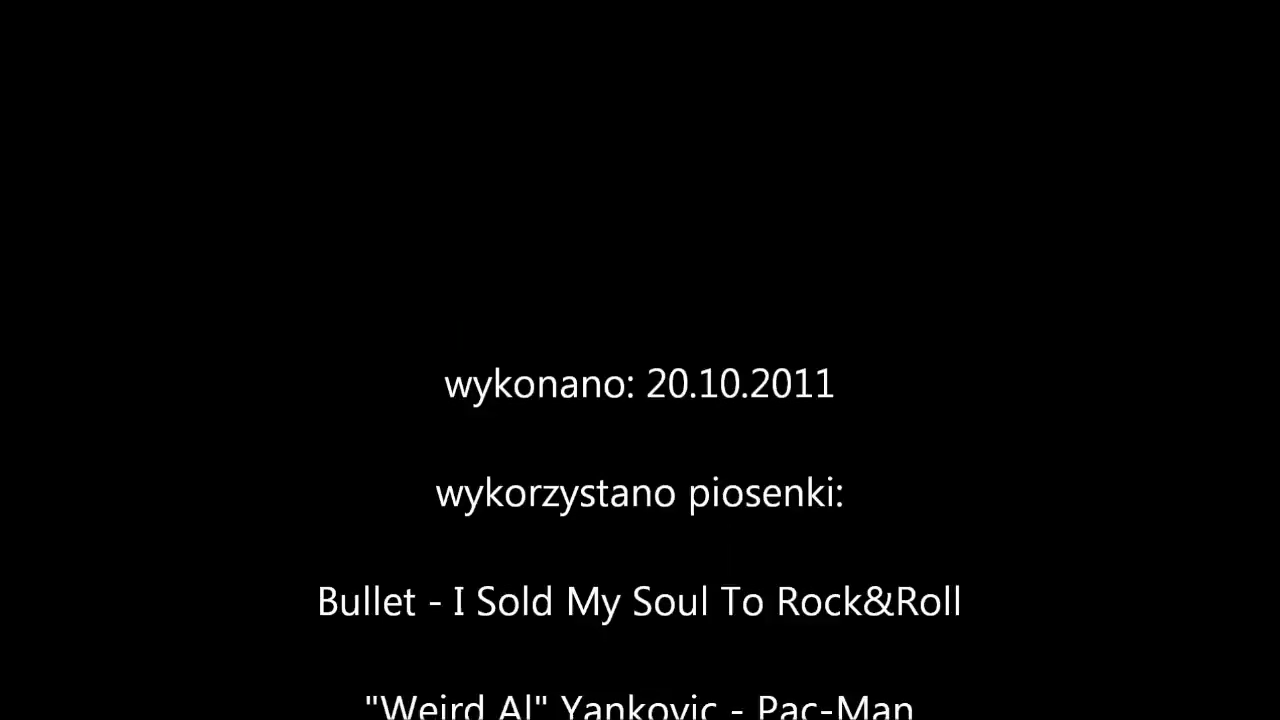 wykonano: 20.10.2011
wykorzystano piosenki:
Bullet - I Sold My Soul To Rock&Roll
"Weird Al" Yankovic - Pac-Man